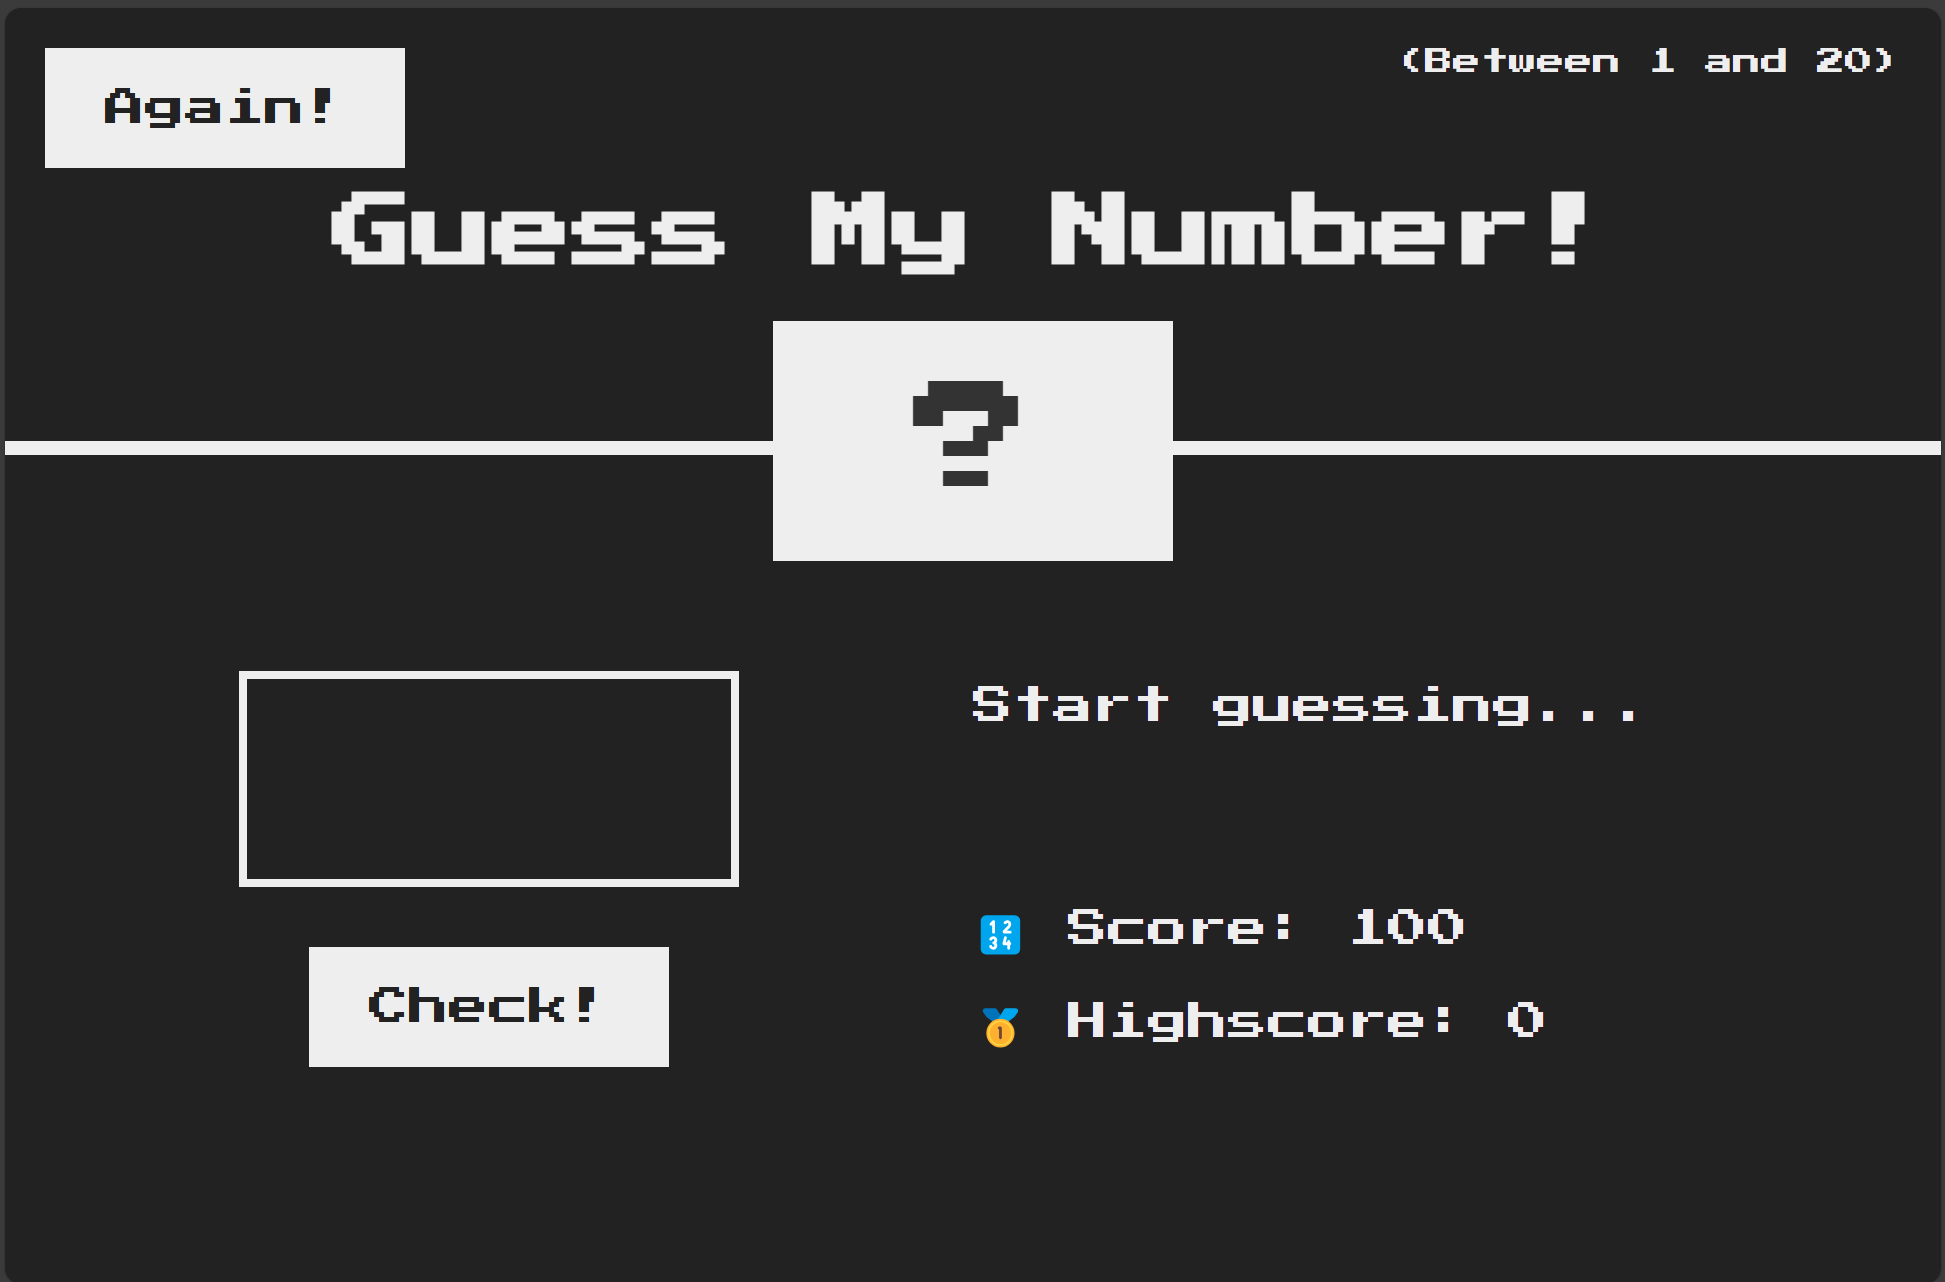 Again!
(Between 1 and 20)
Guess My Number!
?
Start guessing...
🔢 Score: 100
🥇 Highscore: 0
Check!